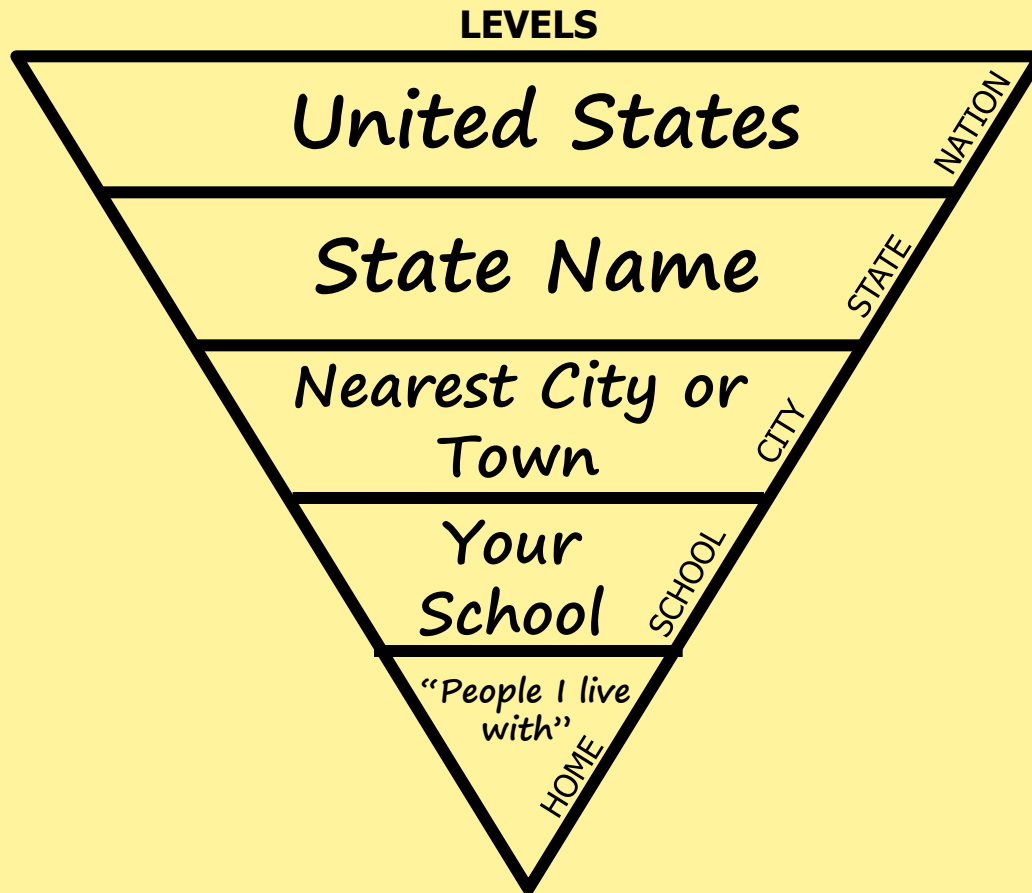 LEVELS
United States
NATION
State Name
STATE
Nearest City or
Town
CITY
Your
School
SCHOOL
“People I live
with”
HOME